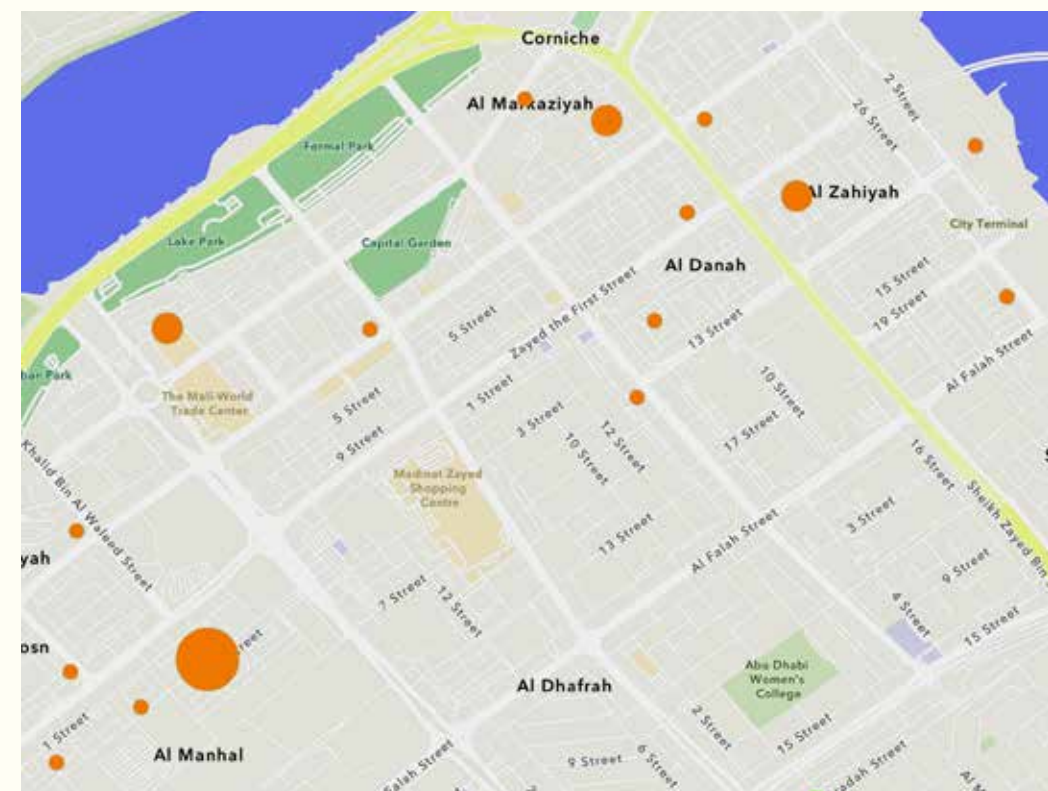 Corniche
Al Markaziyah
2 Street
26 Street
Formal Park
Al Zahiyah
City Terminal
Lake Park
Capital Garden
Al Danah
15 Street
19 Street
5 Street
Zayed the First Street
13 Street
Al Falah Street
Park
The Mall-World
Trade Center
5 Street
1 Street
10 Street
9 Street
3 Street
12 Street
17 Street
10 Street
Khalid Bin Al Waleed Street
Madinat Zayed
Shopping
Centre
16 Street
Sheikh Zayed Bin
13 Street
3 Street
Al Falah Street
yah
9 Street
7 Street
12 Street
4 Street
15 Street
osn
reet
Abu Dhabi
Women's
College
Al Dhafrah
1 Street
2 Street
15 Street
Al Manhal
Falah Street
9 Street
6 Street
adah Street
Al M